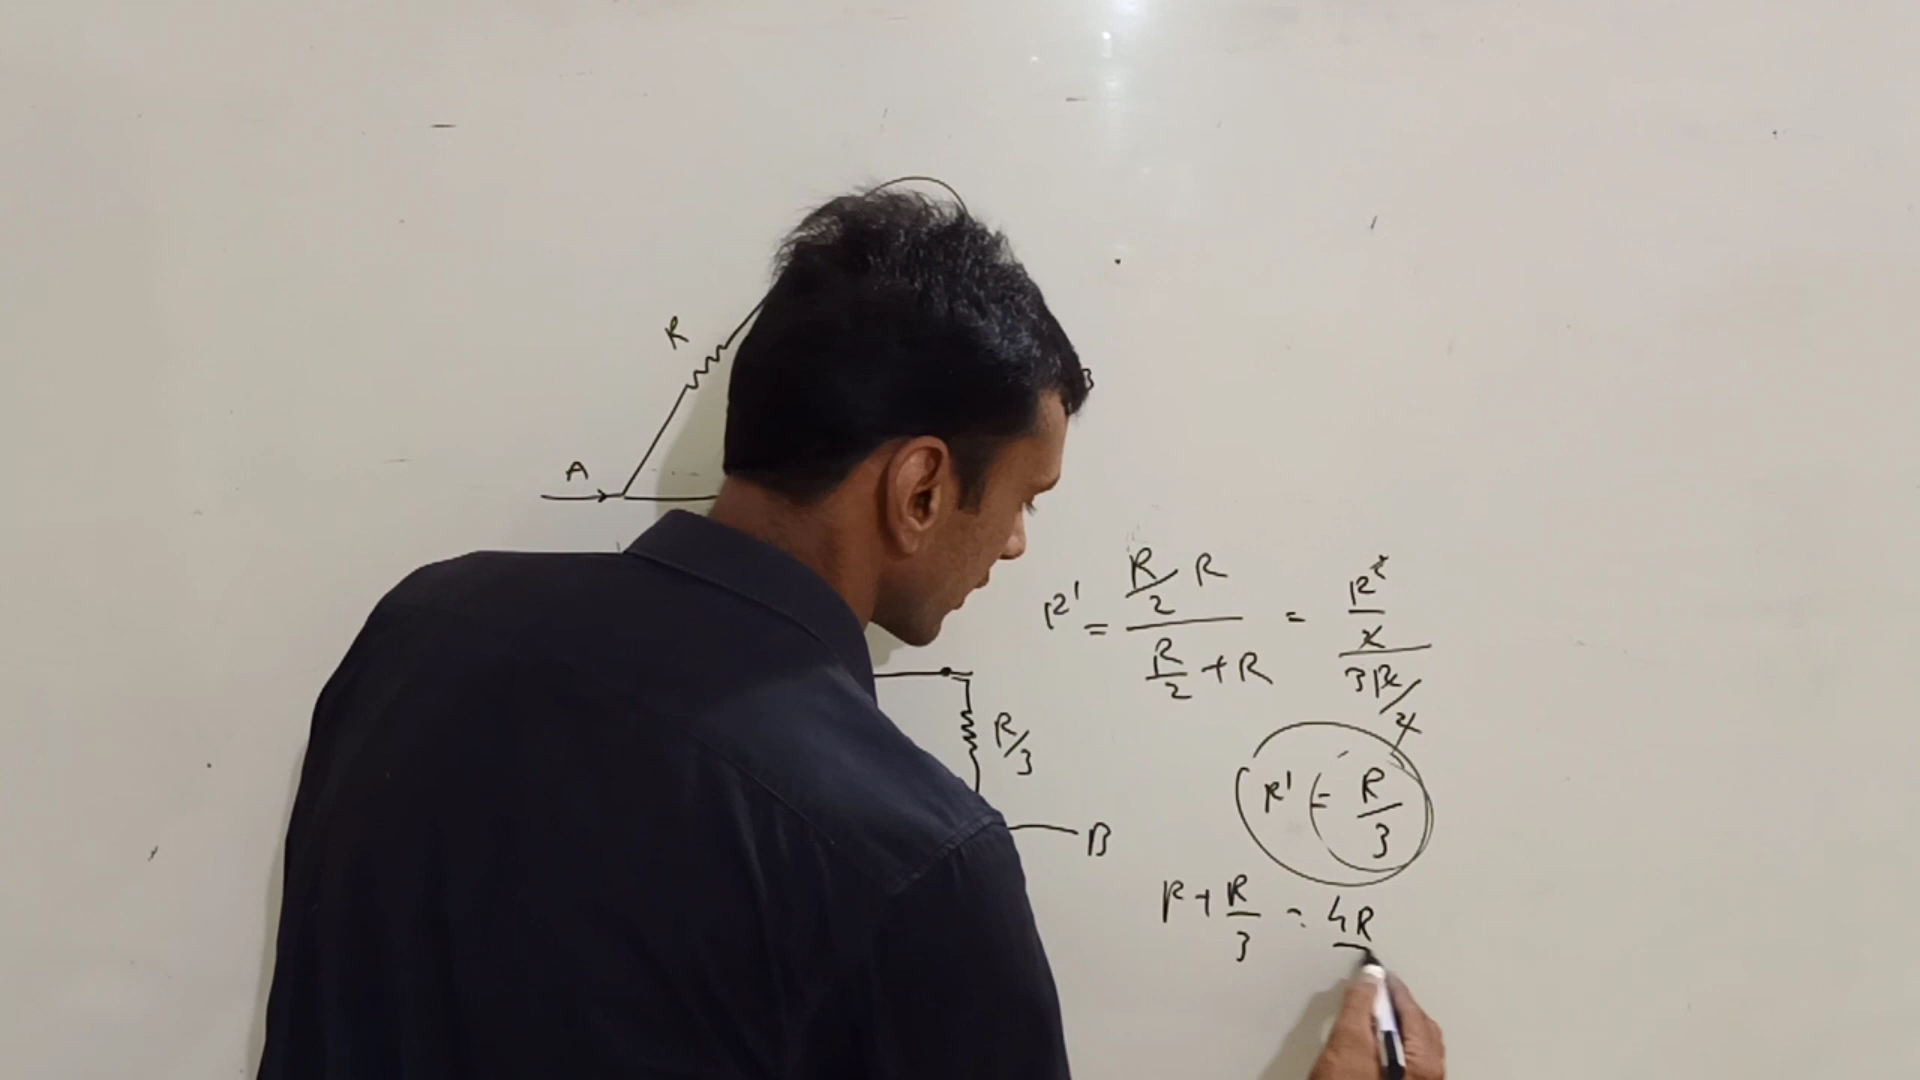 R
B
A
R' = R/2 R / R/2 + R = R²/2 / 3R/2
R/3
R' = R/3
B
R + R/3 = 4R